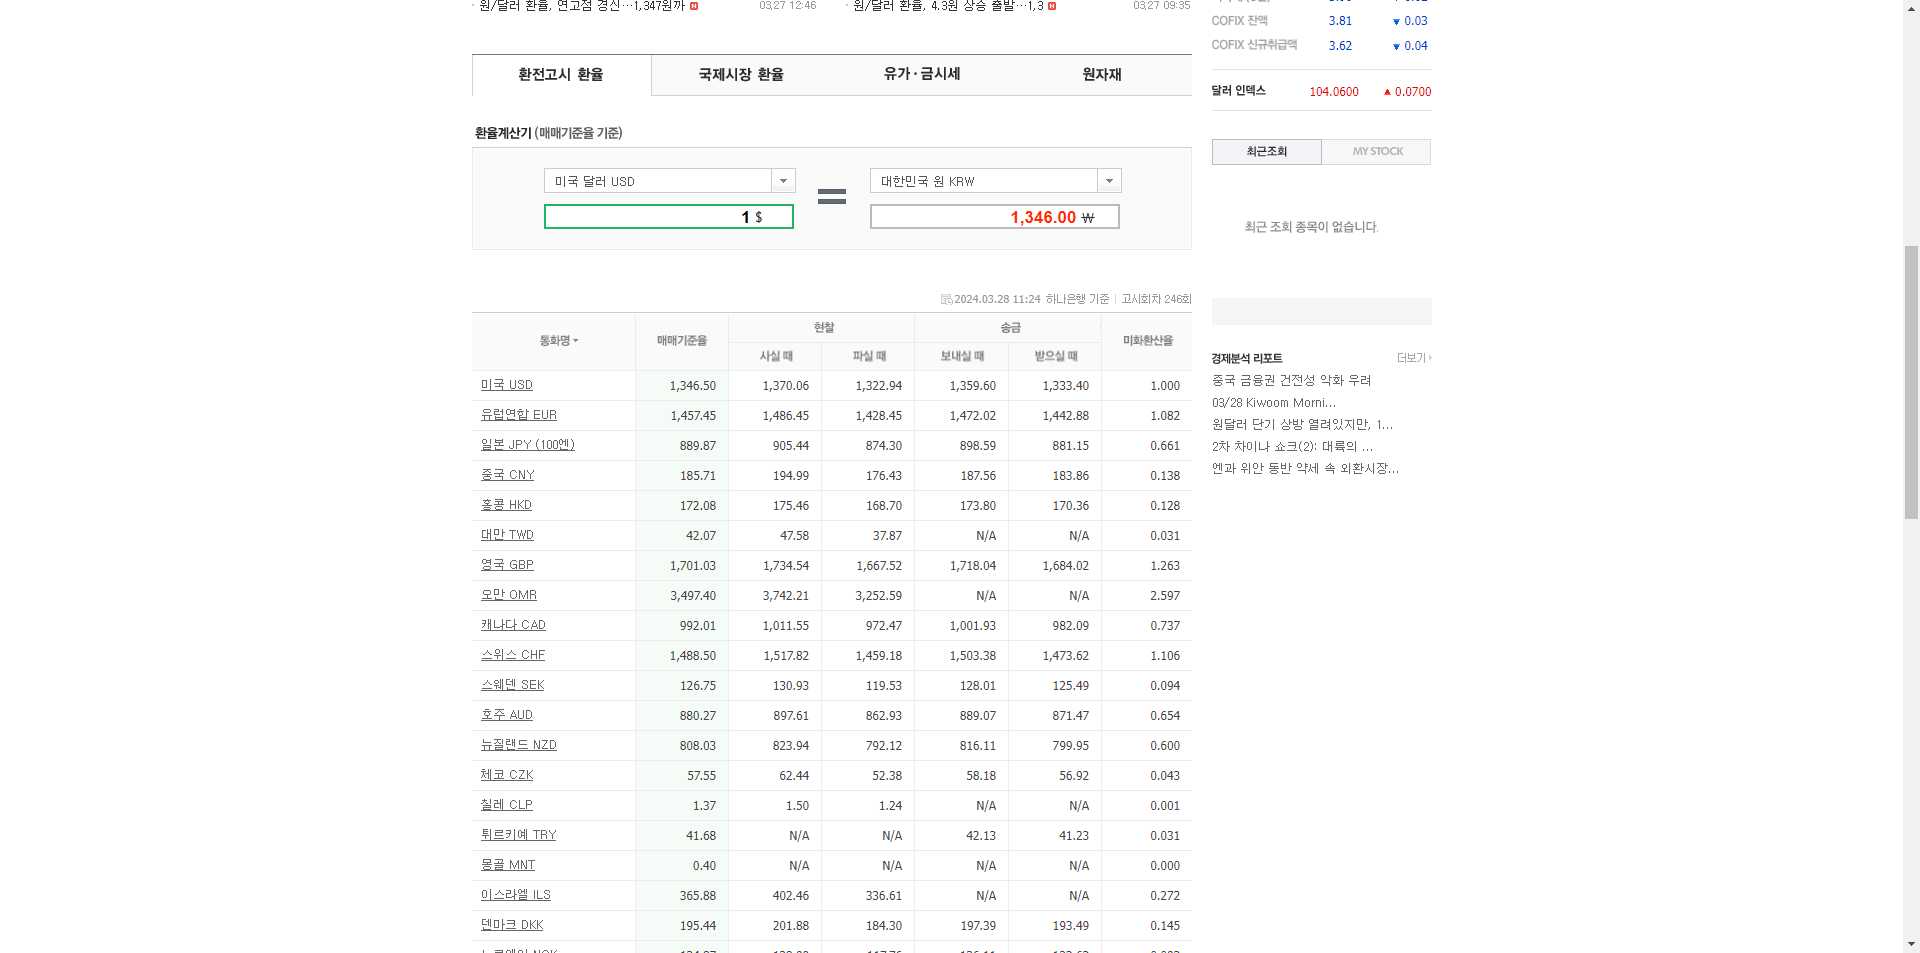 · 원/달러 환율, 연고점 경신…1,347원까 N 03.27 12:46
· 원/달러 환율, 4.3원 상승 출발…1,3 N 03.27 09:35
환전고시 환율 국제시장 환율 유가·금시세 원자재
환율계산기 (매매기준율 기준)
미국 달러 USD 대한민국 원 KRW
1 $ = 1,346.00 ₩
2024.03.28 11:24 하나은행 기준 고시회차 246회
통화명 매매기준율 현찰 송금 미화환산율
사실 때 파실 때 보내실 때 받으실 때
미국 USD 1,346.50 1,370.06 1,322.94 1,359.60 1,333.40 1.000
유럽연합 EUR 1,457.45 1,486.45 1,428.45 1,472.02 1,442.88 1.082
일본 JPY (100엔) 889.87 905.44 874.30 898.59 881.15 0.661
중국 CNY 185.71 194.99 176.43 187.56 183.86 0.138
홍콩 HKD 172.08 175.46 168.70 173.80 170.36 0.128
대만 TWD 42.07 47.58 37.87 N/A N/A 0.031
영국 GBP 1,701.03 1,734.54 1,667.52 1,718.04 1,684.02 1.263
오만 OMR 3,497.40 3,742.21 3,252.59 N/A N/A 2.597
캐나다 CAD 992.01 1,011.55 972.47 1,001.93 982.09 0.737
스위스 CHF 1,488.50 1,517.82 1,459.18 1,503.38 1,473.62 1.106
스웨덴 SEK 126.75 130.93 119.53 128.01 125.49 0.094
호주 AUD 880.27 897.61 862.93 889.07 871.47 0.654
뉴질랜드 NZD 808.03 823.94 792.12 816.11 799.95 0.600
체코 CZK 57.55 62.44 52.38 58.18 56.92 0.043
칠레 CLP 1.37 1.50 1.24 N/A N/A 0.001
튀르키예 TRY 41.68 N/A N/A 42.13 41.23 0.031
몽골 MNT 0.40 N/A N/A N/A N/A 0.000
이스라엘 ILS 365.88 402.46 336.61 N/A N/A 0.272
덴마크 DKK 195.44 201.88 184.30 197.39 193.49 0.145
COFIX 잔액 3.81 ▼ 0.03
COFIX 신규취급액 3.62 ▼ 0.04
달러 인덱스 104.0600 ▲ 0.0700
최근조회 MY STOCK
최근 조회 종목이 없습니다.
경제분석 리포트 더보기
중국 금융권 건전성 악화 우려
03/28 Kiwoom Morni...
원달러 단기 상방 열려있지만, 1...
2차 차이나 쇼크(2): 대륙의 ...
엔과 위안 동반 약세 속 외환시장...